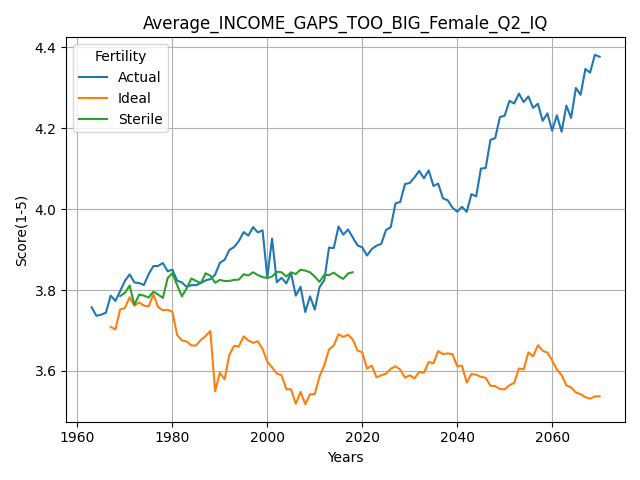 Average_INCOME_GAPS_TOO_BIG_Female_Q2_IQ
Fertility
Actual
Ideal
Sterile
Score(1-5)
4.4
4.2
4.0
3.8
3.6
1960 1980 2000 2020 2040 2060
Years